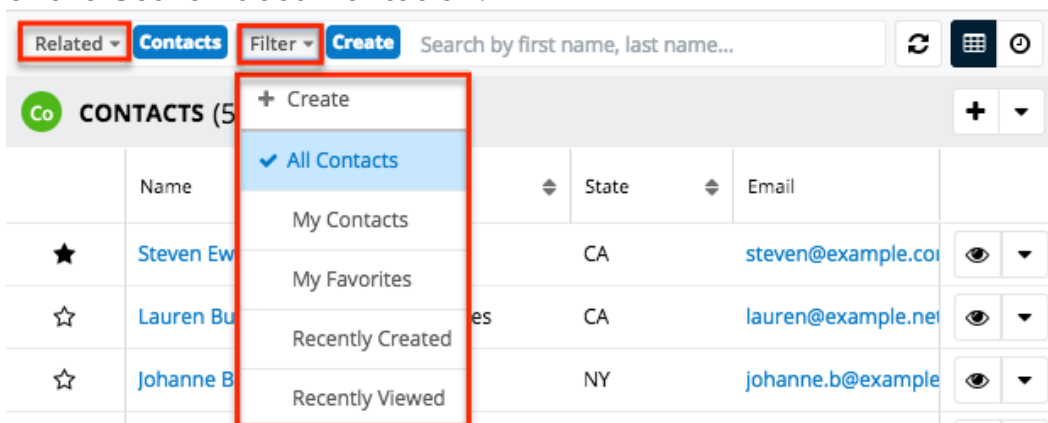 Related Contacts Filter Create Search by first name, last name...
Co CONTACTS (5
+ Create
All Contacts
Name State Email
My Contacts
Steven Ew CA steven@example.co
My Favorites
Lauren Bu es CA lauren@example.net
Recently Created
Johanne B NY johanne.b@example
Recently Viewed